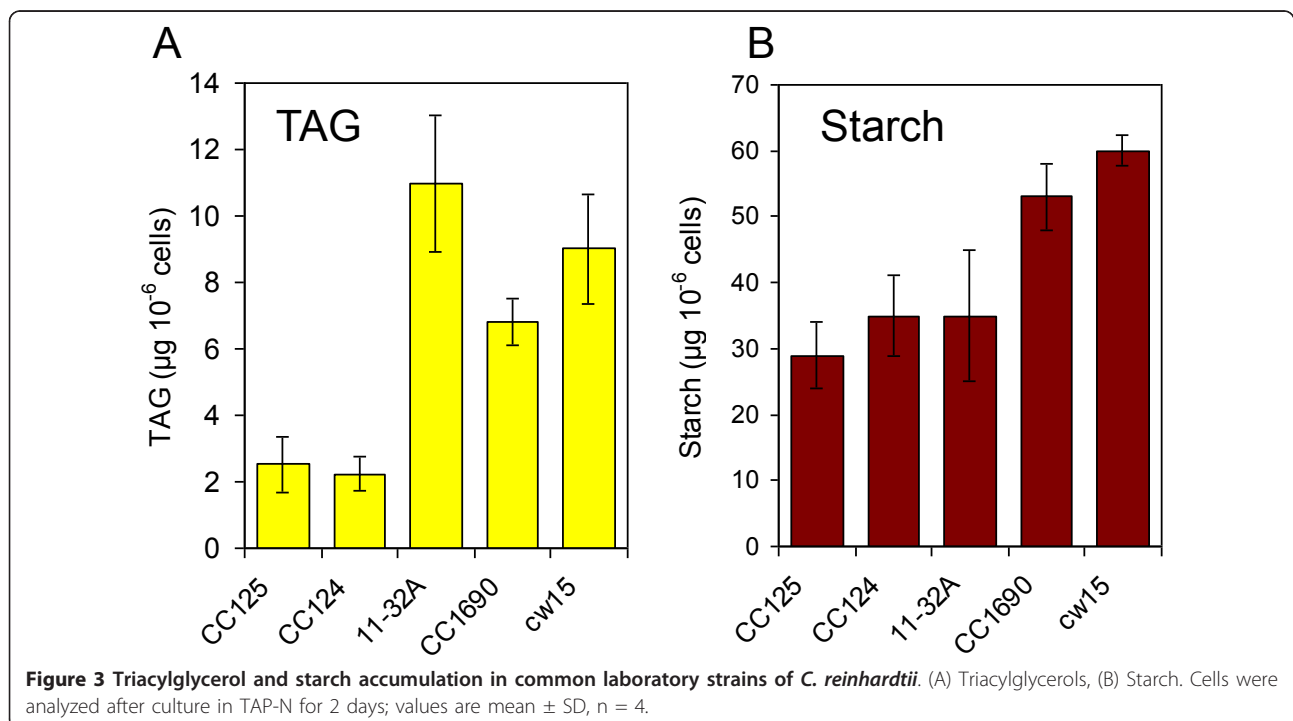 A
TAG
TAG (µg 10⁻⁶ cells)
14
12
10
8
6
4
2
0
CC125
CC124
11-32A
CC1690
cw15
B
Starch
Starch (µg 10⁻⁶ cells)
70
60
50
40
30
20
10
0
CC125
CC124
11-32A
CC1690
cw15
Figure 3 Triacylglycerol and starch accumulation in common laboratory strains of C. reinhardtii. (A) Triacylglycerols, (B) Starch. Cells were
analyzed after culture in TAP-N for 2 days; values are mean ± SD, n = 4.